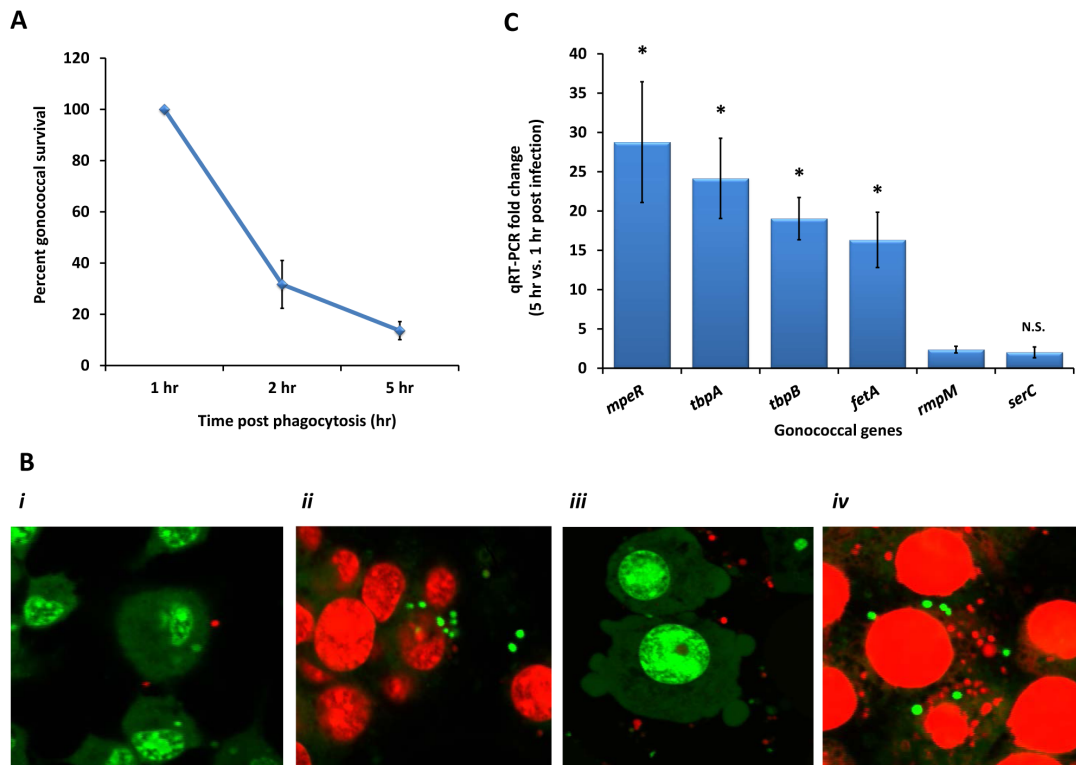 A
Percent gonococcal survival
120
100
80
60
40
20
0
1 hr 2 hr 5 hr
Time post phagocytosis (hr)
C
qRT-PCR fold change
(5 hr vs. 1 hr post infection)
40
35
30
25
20
15
10
5
0
* * * * N.S.
mpeR tbpA tbpB fetA rmpM serC
Gonococcal genes
B
i ii iii iv